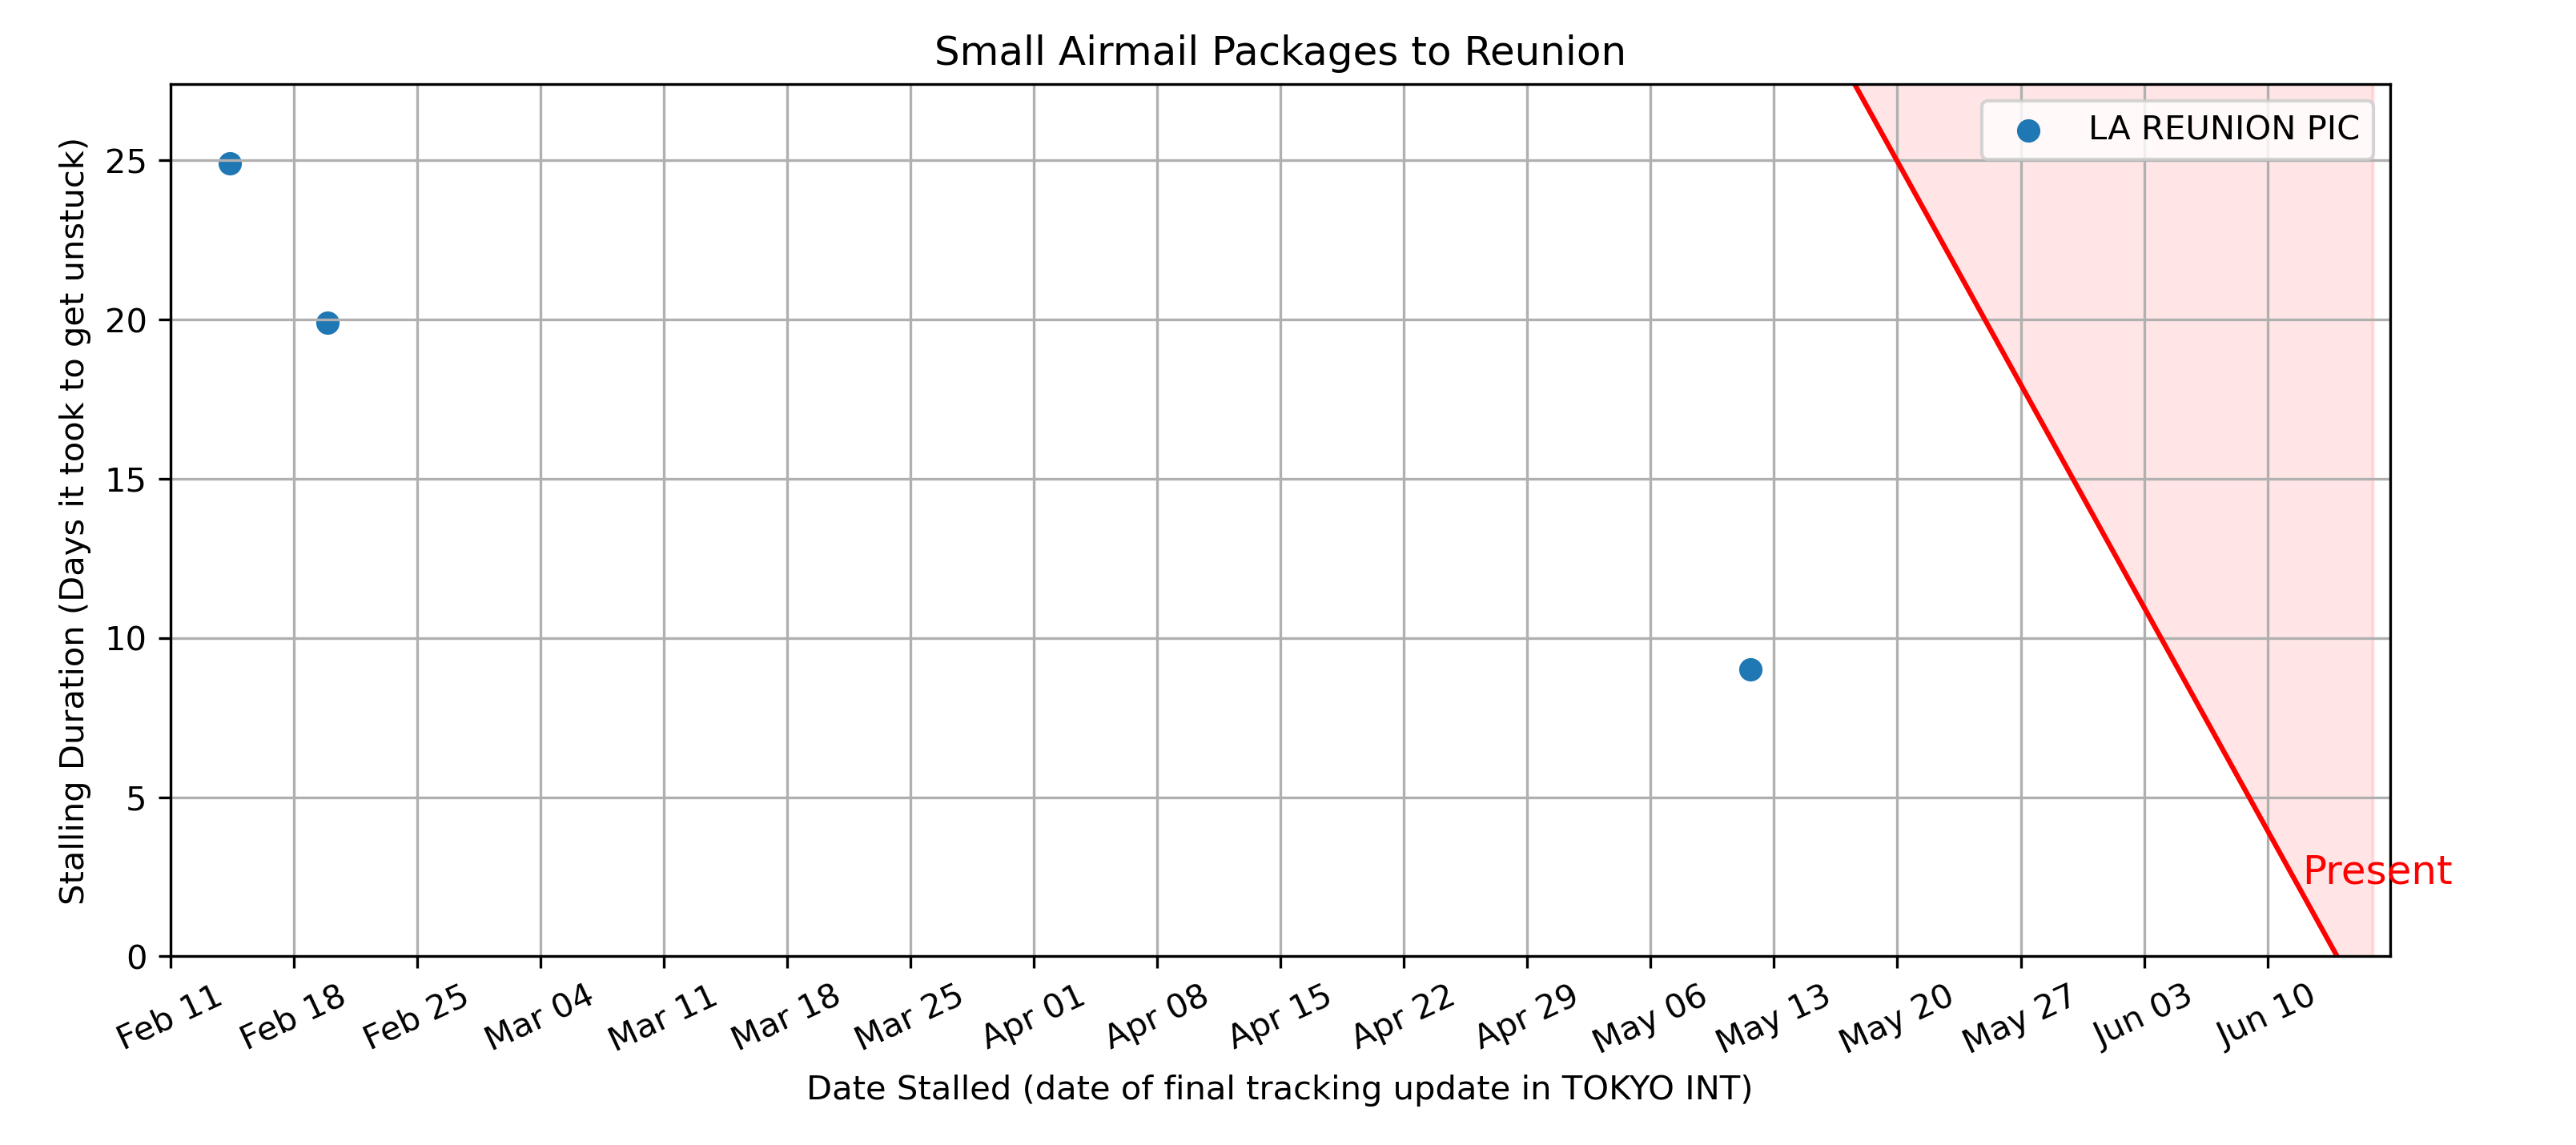 Small Airmail Packages to Reunion
LA REUNION PIC
Stalling Duration (Days it took to get unstuck)
25
20
15
10
5
0
Present
Feb 11 Feb 18 Feb 25 Mar 04 Mar 11 Mar 18 Mar 25 Apr 01 Apr 08 Apr 15 Apr 22 Apr 29 May 06 May 13 May 20 May 27 Jun 03 Jun 10
Date Stalled (date of final tracking update in TOKYO INT)